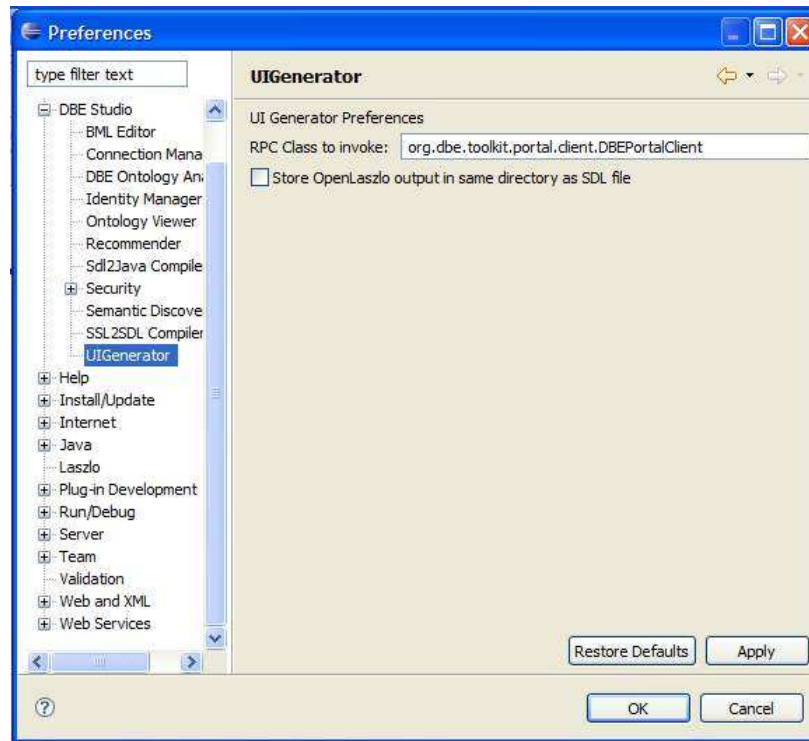 Preferences
type filter text
DBE Studio
BML Editor
Connection Mana
DBE Ontology An
Identity Manager
Ontology Viewer
Recommender
Sdl2Java Compile
Security
Semantic Discove
SSL2SDL Compiler
UIGenerator
Help
Install/Update
Internet
Java
Laszlo
Plug-in Development
Run/Debug
Server
Team
Validation
Web and XML
Web Services
UIGenerator
UI Generator Preferences
RPC Class to invoke: org.dbe.toolkit.portal.client.DBEPortalClient
Store OpenLaszlo output in same directory as SDL file
Restore Defaults Apply
OK Cancel